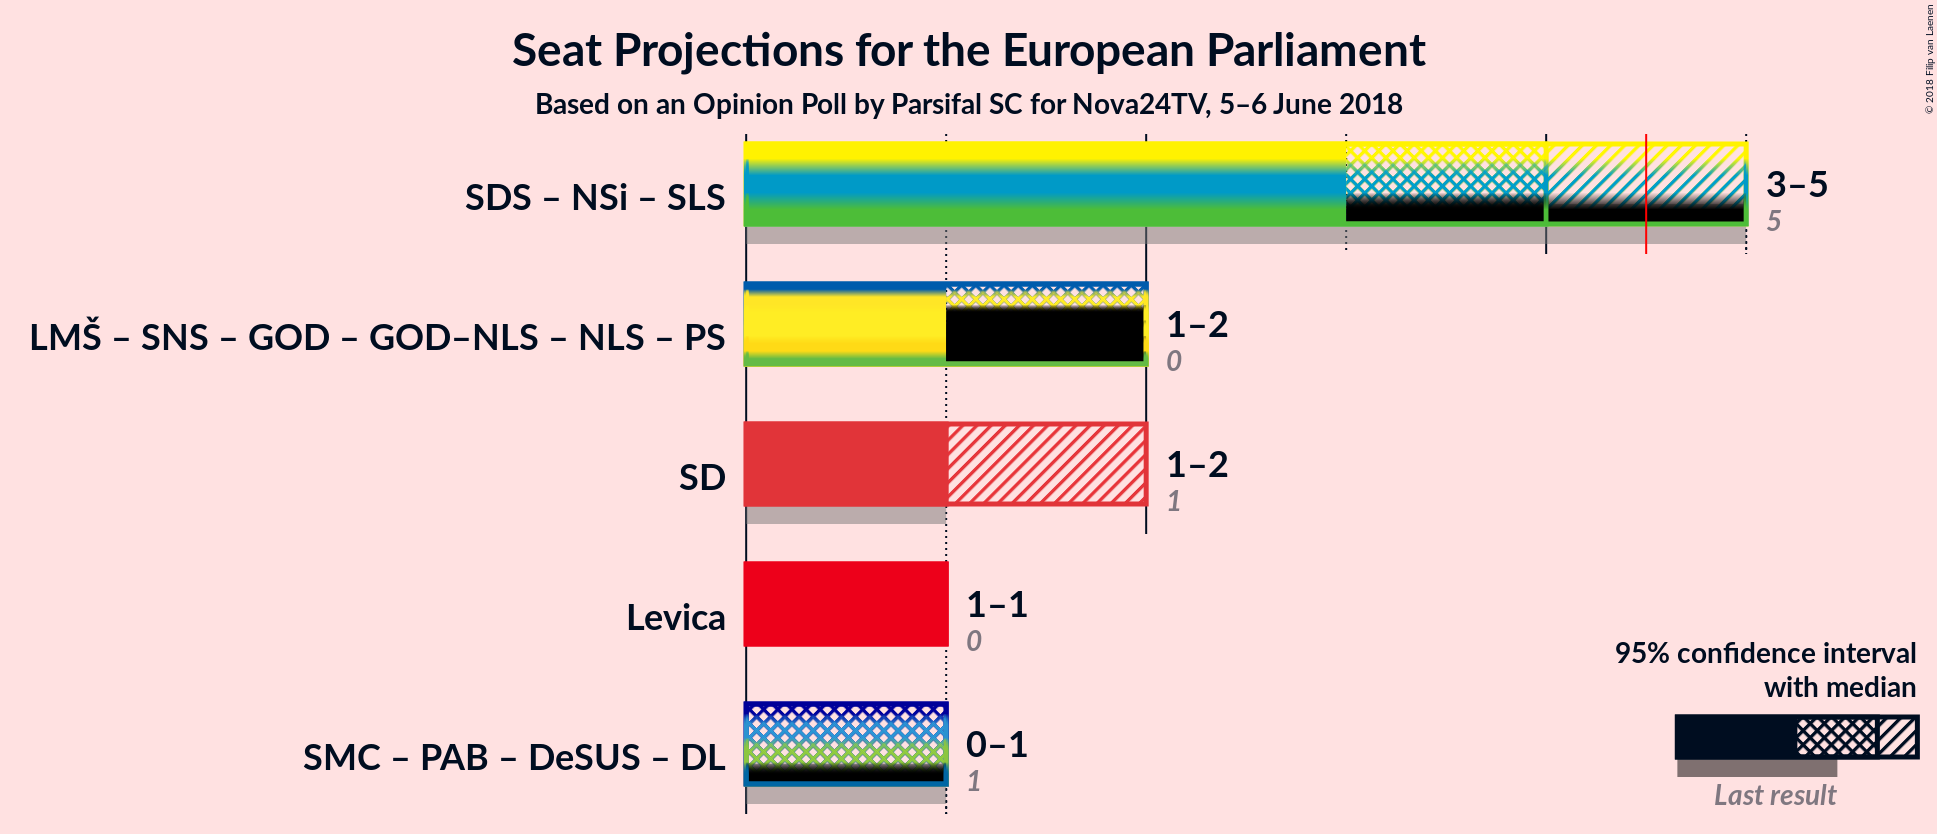 Seat Projections for the European Parliament
Based on an Opinion Poll by Parsifal SC for Nova24TV, 5–6 June 2018
© 2018 Filip van Laenen
SDS – NSi – SLS
3–5
5
LMŠ – SNS – GOD – GOD–NLS – NLS – PS
1–2
0
SD
1–2
1
Levica
1–1
0
SMC – PAB – DeSUS – DL
0–1
1
95% confidence interval
with median
Last result